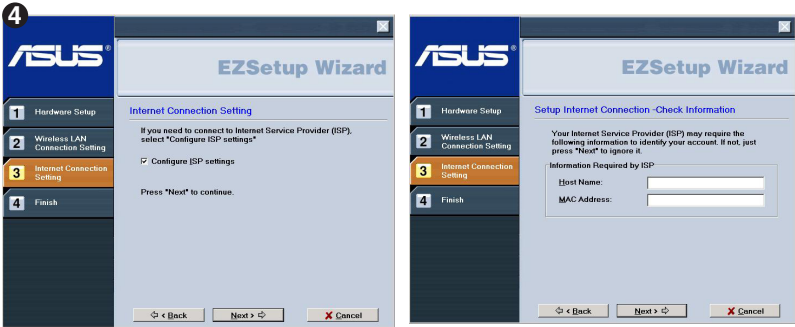 4
ASUS®
EZSetup Wizard
1 Hardware Setup
2 Wireless LAN
Connection Setting
3 Internet Connection
Setting
4 Finish
Internet Connection Setting
If you need to connect to Internet Service Provider (ISP),
select "Configure ISP settings"
Configure ISP settings
Press "Next" to continue.
< Back
Next >
Cancel
ASUS®
EZSetup Wizard
1 Hardware Setup
2 Wireless LAN
Connection Setting
3 Internet Connection
Setting
4 Finish
Setup Internet Connection -Check Information
Your Internet Service Provider (ISP) may require the
following information to identify your account. If not, just
press "Next" to ignore it.
Information Required by ISP
Host Name:
MAC Address:
< Back
Next >
Cancel